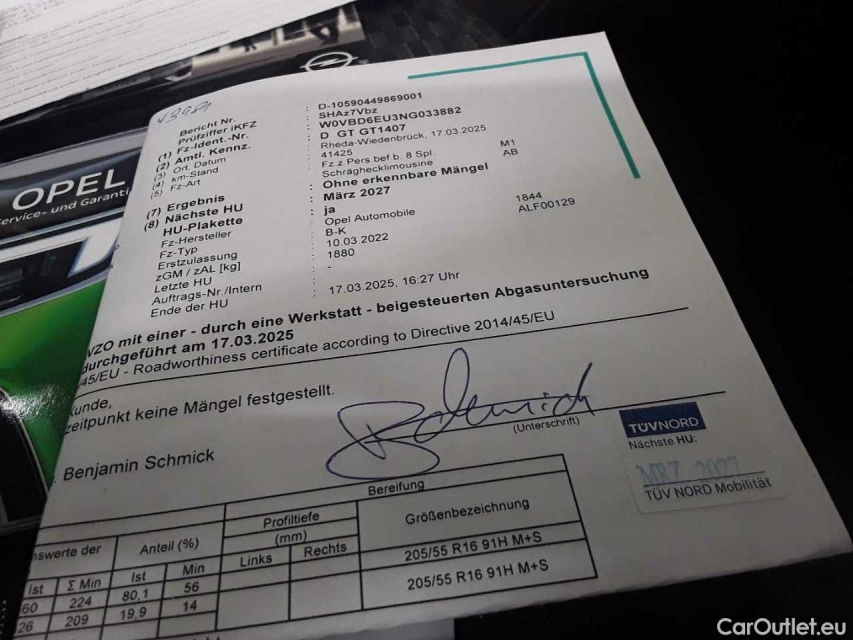 43981
Bericht Nr. : D-10590449869001
Prüfziffer iKFZ : SHAz7Vbz
(1) Fz-Ident.-Nr. : W0VBD6EU3NG033882
(2) Amtl. Kennz. : D GT GT1407
(3) Ort, Datum : Rheda-Wiedenbrück, 17.03.2025
(4) km-Stand : 41425
(5) Fz-Art : Fz.z.Pers.bef.b. 8 Spl. M1
Schräghecklimousine AB
(7) Ergebnis : Ohne erkennbare Mängel
(8) Nächste HU : März 2027
HU-Plakette : ja
Fz-Hersteller : Opel Automobile 1844
Fz-Typ : B-K ALF00129
Erstzulassung : 10.03.2022
zGM / zAL [kg] : 1880
Letzte HU : -
Auftrags-Nr./Intern :
Ende der HU : 17.03.2025, 16:27 Uhr
VZO mit einer - durch eine Werkstatt - beigesteuerten Abgasuntersuchung
durchgeführt am 17.03.2025
/45/EU - Roadworthiness certificate according to Directive 2014/45/EU
Kunde,
zeitpunkt keine Mängel festgestellt.
Benjamin Schmick
(Unterschrift)
TÜVNORD
Nächste HU:
MRZ 2027
TÜV NORD Mobilität
Bereifung
nswerte der Anteil (%) Profiltiefe (mm) Größenbezeichnung
Ist Σ Min Ist Min Links Rechts
60 224 80,1 56 205/55 R16 91H M+S
26 209 19,9 14 205/55 R16 91H M+S
OPEL
Service- und Garanti
CarOutlet.eu